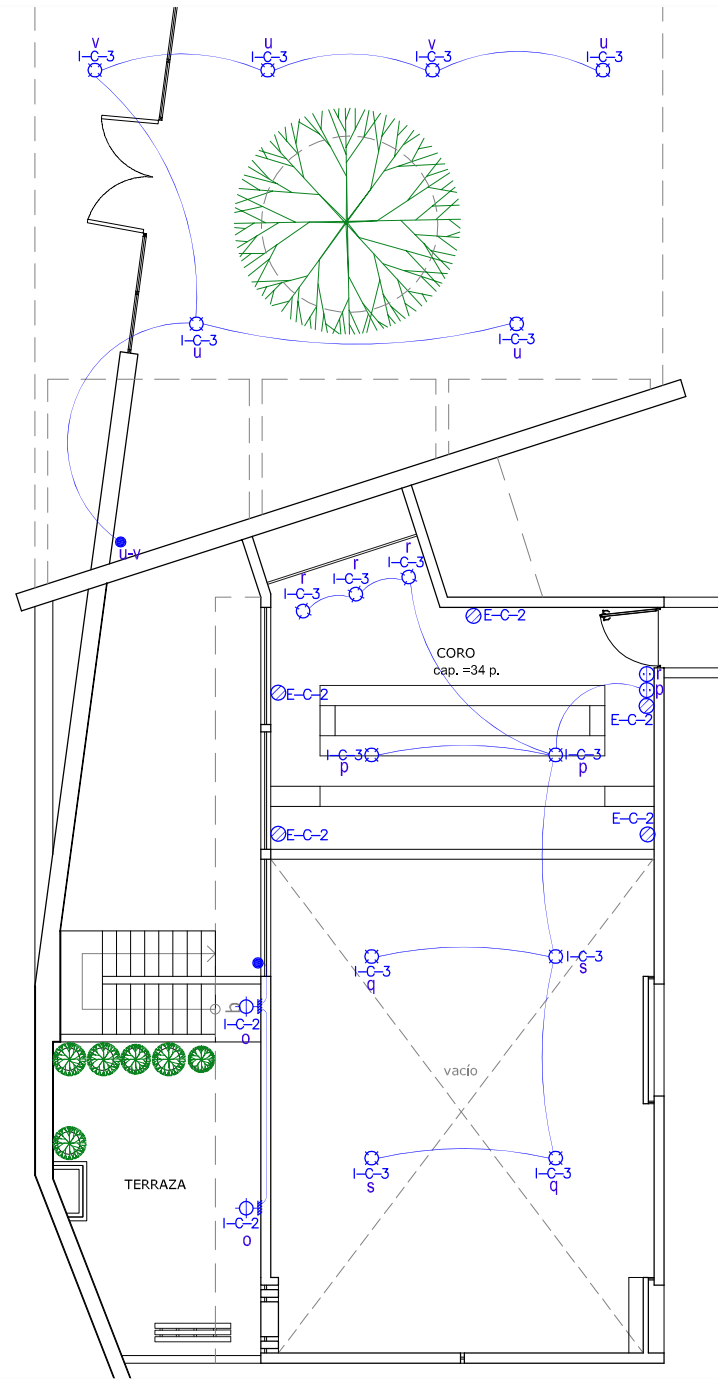 v
I-C-3
u
I-C-3
v
I-C-3
u
I-C-3
I-C-3
u
I-C-3
u
u-v
r
I-C-3
r
I-C-3
r
I-C-3
E-C-2
CORO
cap. =34 p.
r
p
E-C-2
E-C-2
I-C-3
p
I-C-3
p
E-C-2
E-C-2
I-C-3
q
I-C-3
s
h
I-C-2
o
vacío
I-C-3
s
I-C-3
q
TERRAZA
I-C-2
o